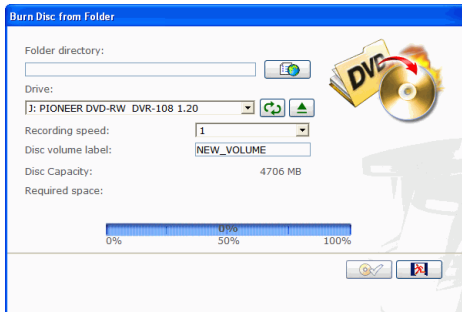 Burn Disc from Folder
Folder directory:
DVD
Drive:
J: PIONEER DVD-RW DVR-108 1.20
Recording speed: 1
Disc volume label: NEW_VOLUME
Disc Capacity: 4706 MB
Required space:
0%
0% 50% 100%